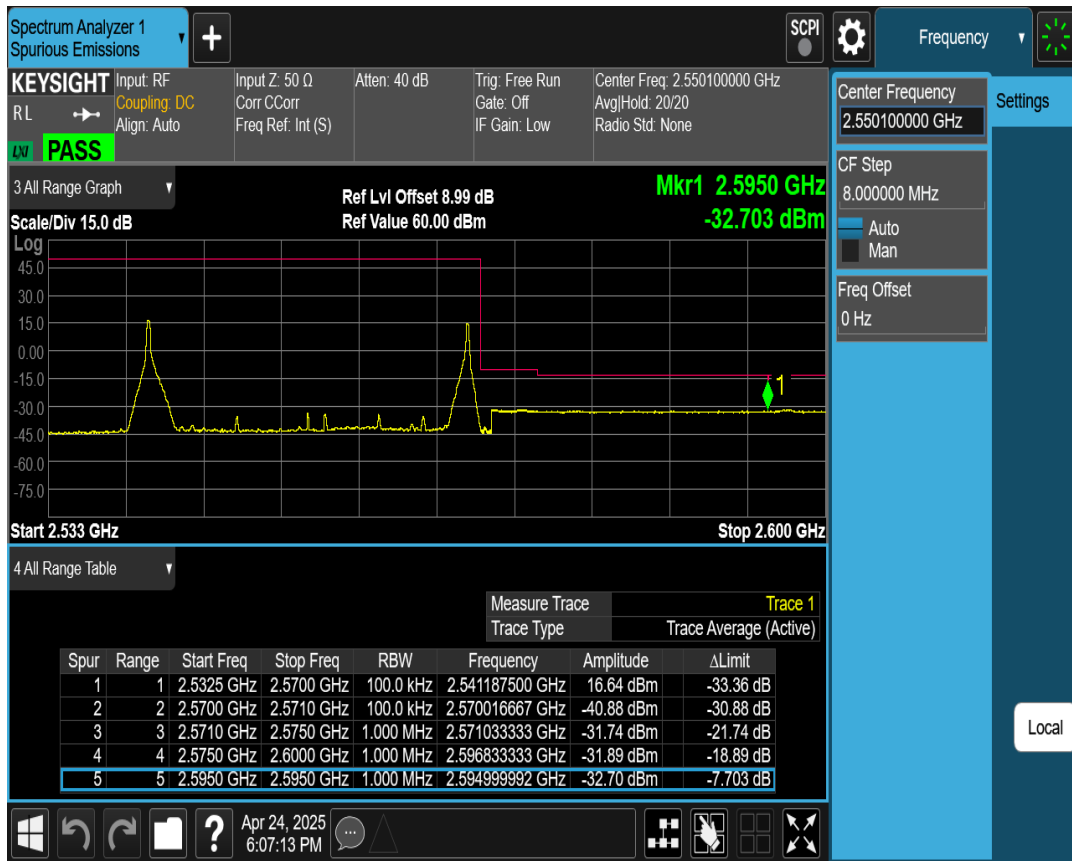 Spectrum Analyzer 1
Spurious Emissions
+
SCPI
Frequency
KEYSIGHT
RL
LXI PASS
Input: RF
Coupling: DC
Align: Auto
Input Z: 50 Ω
Corr CCorr
Freq Ref: Int (S)
Atten: 40 dB
Trig: Free Run
Gate: Off
IF Gain: Low
Center Freq: 2.550100000 GHz
Avg|Hold: 20/20
Radio Std: None
Center Frequency
2.550100000 GHz
Settings
CF Step
8.000000 MHz
Auto
Man
Freq Offset
0 Hz
3 All Range Graph
Ref Lvl Offset 8.99 dB
Mkr1 2.5950 GHz
Scale/Div 15.0 dB
Ref Value 60.00 dBm
-32.703 dBm
Log
45.0
30.0
15.0
0.00
-15.0
-30.0
-45.0
-60.0
-75.0
1
Start 2.533 GHz
Stop 2.600 GHz
4 All Range Table
Measure Trace Trace 1
Trace Type Trace Average (Active)
Spur Range Start Freq Stop Freq RBW Frequency Amplitude ΔLimit
1 1 2.5325 GHz 2.5700 GHz 100.0 kHz 2.541187500 GHz 16.64 dBm -33.36 dB
2 2 2.5700 GHz 2.5710 GHz 100.0 kHz 2.570016667 GHz -40.88 dBm -30.88 dB
3 3 2.5710 GHz 2.5750 GHz 1.000 MHz 2.571033333 GHz -31.74 dBm -21.74 dB
4 4 2.5750 GHz 2.6000 GHz 1.000 MHz 2.596833333 GHz -31.89 dBm -18.89 dB
5 5 2.5950 GHz 2.5950 GHz 1.000 MHz 2.594999992 GHz -32.70 dBm -7.703 dB
Local
?
Apr 24, 2025
6:07:13 PM